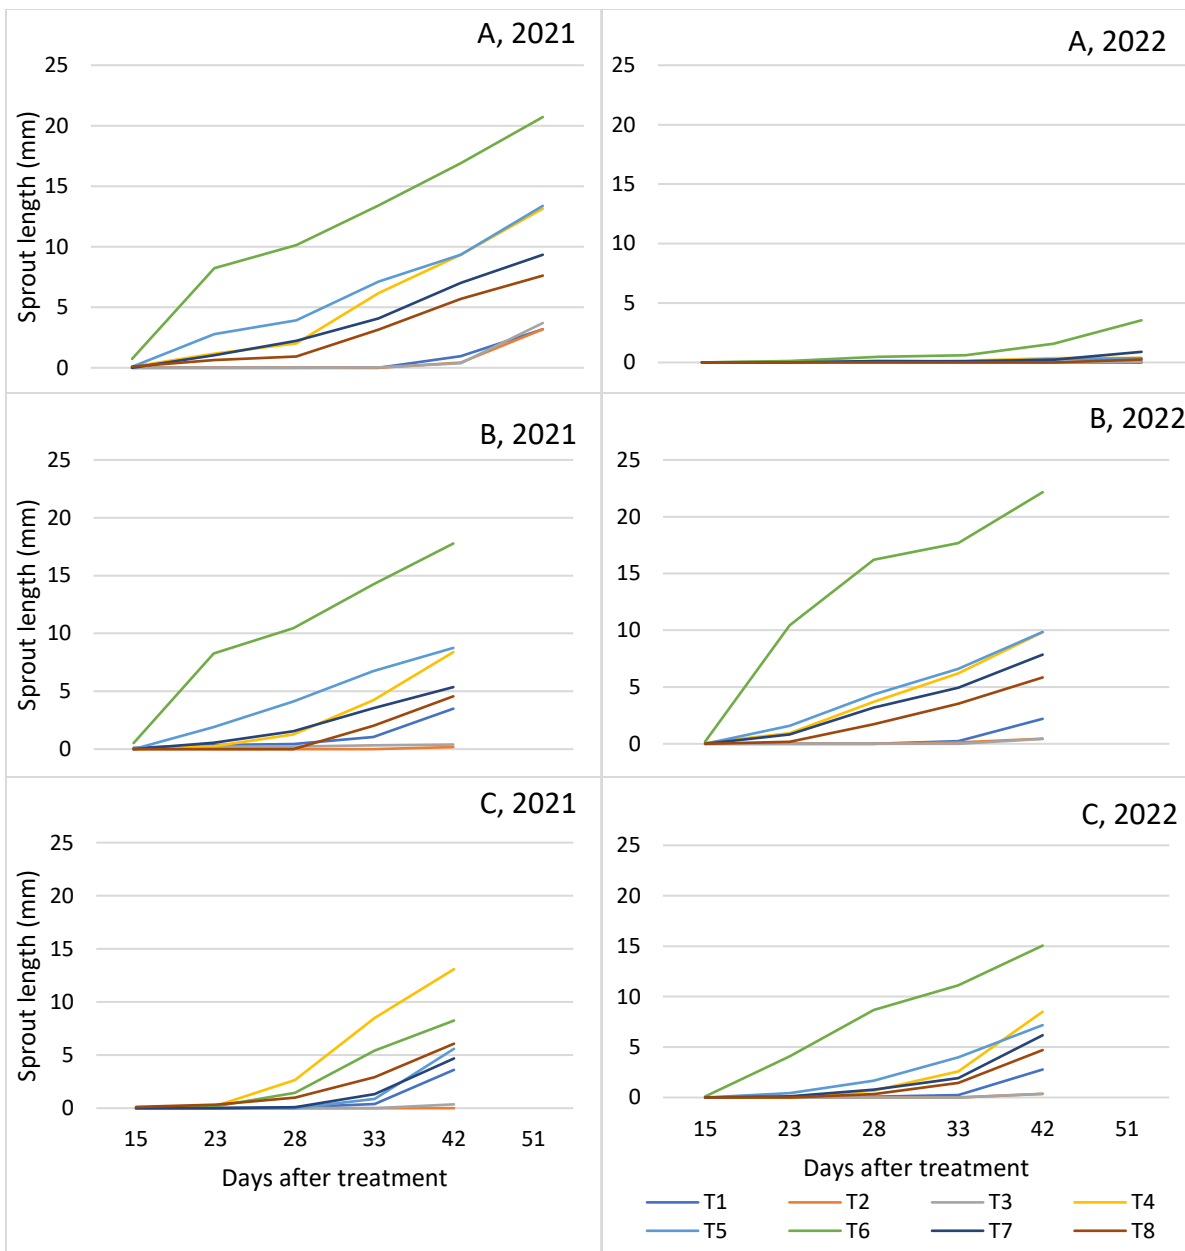 A, 2021
25
20
15
10
5
0
Sprout length (mm)
A, 2022
25
20
15
10
5
0
B, 2021
25
20
15
10
5
0
Sprout length (mm)
B, 2022
25
20
15
10
5
0
C, 2021
25
20
15
10
5
0
Sprout length (mm)
15 23 28 33 42 51
Days after treatment
C, 2022
25
20
15
10
5
0
15 23 28 33 42 51
Days after treatment
T1 T2 T3 T4
T5 T6 T7 T8